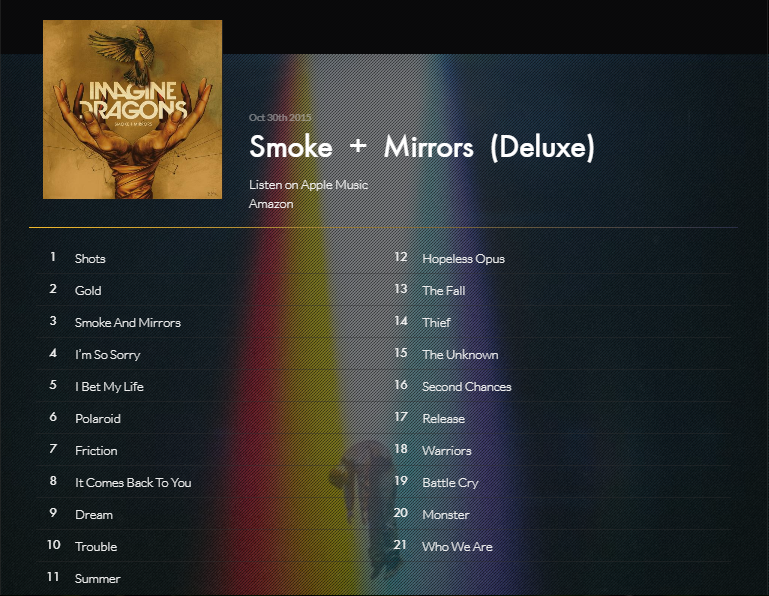 IMAGINE
DRAGONS
SMOKE + MIRRORS
Oct 30th 2015
Smoke + Mirrors (Deluxe)
Listen on Apple Music
Amazon
1 Shots
2 Gold
3 Smoke And Mirrors
4 I'm So Sorry
5 I Bet My Life
6 Polaroid
7 Friction
8 It Comes Back To You
9 Dream
10 Trouble
11 Summer
12 Hopeless Opus
13 The Fall
14 Thief
15 The Unknown
16 Second Chances
17 Release
18 Warriors
19 Battle Cry
20 Monster
21 Who We Are